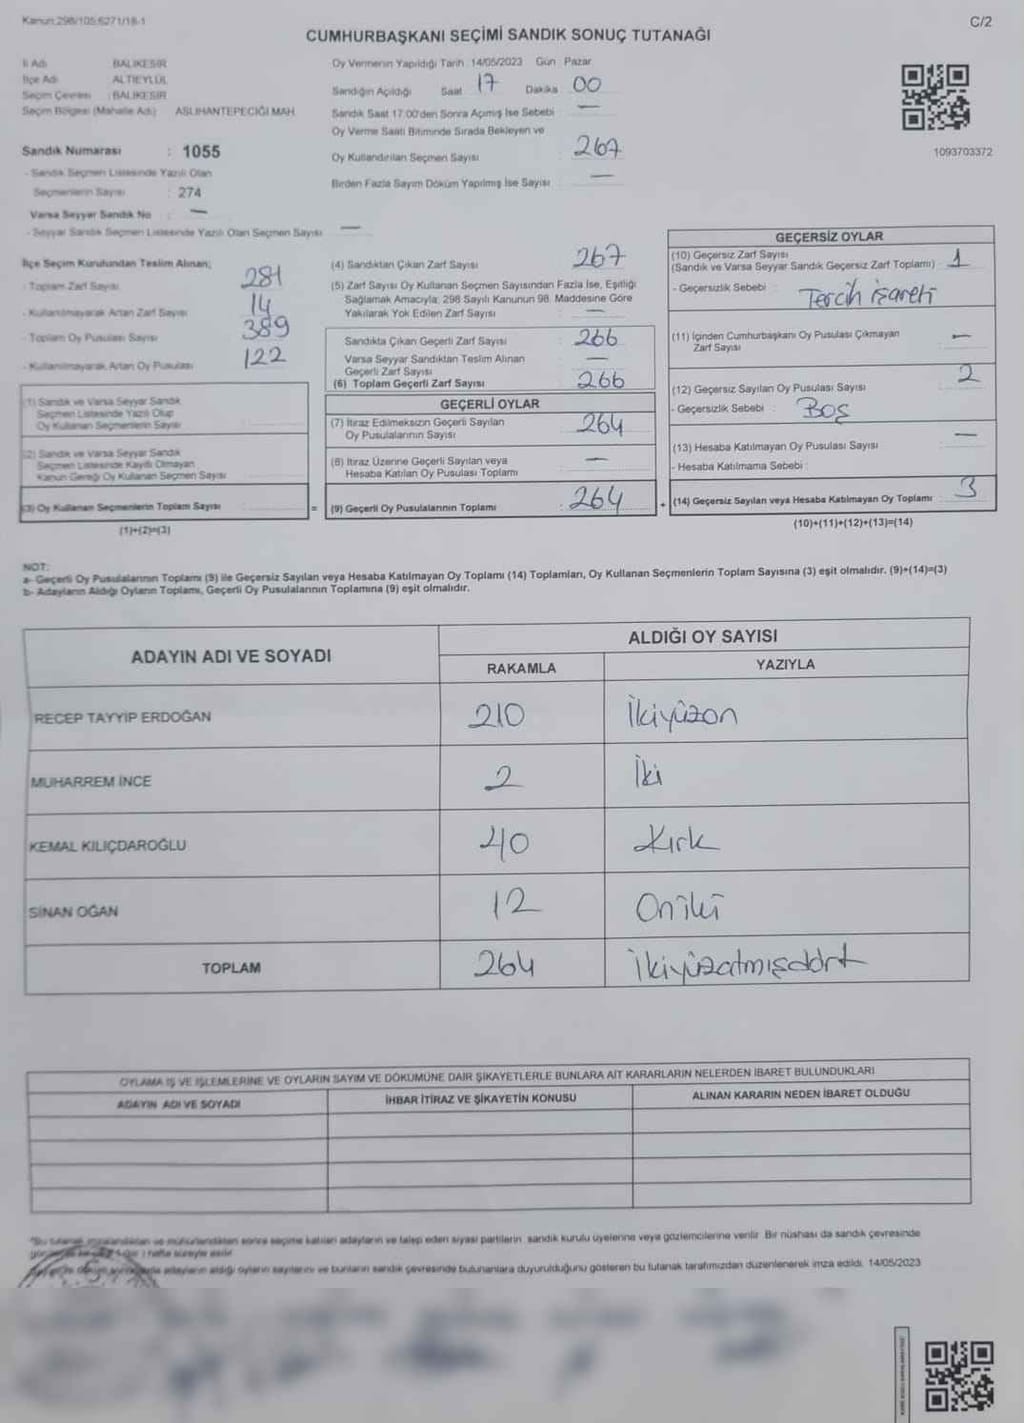 Kanun:298/105:6271/18-1
C/2
CUMHURBAŞKANI SEÇİMİ SANDIK SONUÇ TUTANAĞI
İl Adı BALIKESİR
İlçe Adı ALTIEYLÜL
Seçim Çevresi : BALIKESİR
Seçim Bölgesi (Mahalle Adı) ASLIHANTEPECİĞİ MAH.
Sandık Numarası : 1055
- Sandık Seçmen Listesinde Yazılı Olan
Seçmenlerin Sayısı : 274
Varsa Seyyar Sandık No : —
- Seyyar Sandık Seçmen Listesinde Yazılı Olan Seçmen Sayısı —
Oy Vermenin Yapıldığı Tarih 14/05/2023 Gün Pazar
Sandığın Açıldığı Saat 17 Dakika 00
Sandık Saat 17:00'den Sonra Açımış İse Sebebi —
Oy Verme Saati Bitiminde Sırada Bekleyen ve
Oy Kullandırılan Seçmen Sayısı 267
Birden Fazla Sayım Döküm Yapılmış İse Sayısı —
1093703372
İlçe Seçim Kurulundan Teslim Alınan;
- Toplam Zarf Sayısı 281
- Kullanılmayarak Artan Zarf Sayısı 14
- Toplam Oy Pusulası Sayısı 389
- Kullanılmayarak Artan Oy Pusulası 122
(1) Sandık ve Varsa Seyyar Sandık
Seçmen Listesinde Yazılı Olup
Oy Kullanan Seçmenlerin Sayısı
(2) Sandık ve Varsa Seyyar Sandık
Seçmen Listesinde Kayıtlı Olmayan
Kanun Gereği Oy Kullanan Seçmen Sayısı
(3) Oy Kullanan Seçmenlerin Toplam Sayısı =
(1)+(2)=(3)
(4) Sandıktan Çıkan Zarf Sayısı 267
(5) Zarf Sayısı Oy Kullanan Seçmen Sayısından Fazla İse, Eşitliği
Sağlamak Amacıyla, 298 Sayılı Kanunun 98. Maddesine Göre
Yakılarak Yok Edilen Zarf Sayısı —
Sandıkta Çıkan Geçerli Zarf Sayısı 266
Varsa Seyyar Sandıktan Teslim Alınan
Geçerli Zarf Sayısı —
(6) Toplam Geçerli Zarf Sayısı 266
GEÇERLİ OYLAR
(7) İtiraz Edilmeksizin Geçerli Sayılan
Oy Pusulalarının Sayısı 264
(8) İtiraz Üzerine Geçerli Sayılan veya
Hesaba Katılan Oy Pusulası Toplamı —
(9) Geçerli Oy Pusulalarının Toplamı : 264 +
GEÇERSİZ OYLAR
(10) Geçersiz Zarf Sayısı
(Sandık ve Varsa Seyyar Sandık Geçersiz Zarf Toplamı) 1
- Geçersizlik Sebebi : Tercih işareti
(11) İçinden Cumhurbaşkanı Oy Pusulası Çıkmayan
Zarf Sayısı —
(12) Geçersiz Sayılan Oy Pusulası Sayısı 2
- Geçersizlik Sebebi : Boş
(13) Hesaba Katılmayan Oy Pusulası Sayısı —
- Hesaba Katılmama Sebebi :
(14) Geçersiz Sayılan veya Hesaba Katılmayan Oy Toplamı : 3
(10)+(11)+(12)+(13)=(14)
NOT:
a- Geçerli Oy Pusulalarının Toplamı (9) ile Geçersiz Sayılan veya Hesaba Katılmayan Oy Toplamı (14) Toplamları, Oy Kullanan Seçmenlerin Toplam Sayısına (3) eşit olmalıdır. (9)+(14)=(3)
b- Adayların Aldığı Oyların Toplamı, Geçerli Oy Pusulalarının Toplamına (9) eşit olmalıdır.
ADAYIN ADI VE SOYADI
ALDIĞI OY SAYISI
RAKAMLA YAZIYLA
RECEP TAYYİP ERDOĞAN 210 İkiyüzon
MUHARREM İNCE 2 İki
KEMAL KILIÇDAROĞLU 40 Kırk
SİNAN OĞAN 12 Oniki
TOPLAM 264 ikiyüzatmışdört
OYLAMA İŞ VE İŞLEMLERİNE VE OYLARIN SAYIM VE DÖKÜMÜNE DAİR ŞİKAYETLERLE BUNLARA AİT KARARLARIN NELERDEN İBARET BULUNDUKLARI
ADAYIN ADI VE SOYADI İHBAR İTİRAZ VE ŞİKAYETİN KONUSU ALINAN KARARIN NEDEN İBARET OLDUĞU
*Bu tutanak imzalandıktan ve mühürlendikten sonra seçime katılan adayların ve talep eden siyasi partilerin sandık kurulu üyelerine veya gözlemcilerine verilir. Bir nüshası da sandık çevresinde
hafta süreyle asılır.
adayların aldığı oyların sayılarını ve bunların sandık çevresinde bulunanlara duyurulduğunu gösteren bu tutanak tarafımızdan düzenlenerek imza edildi. 14/05/2023